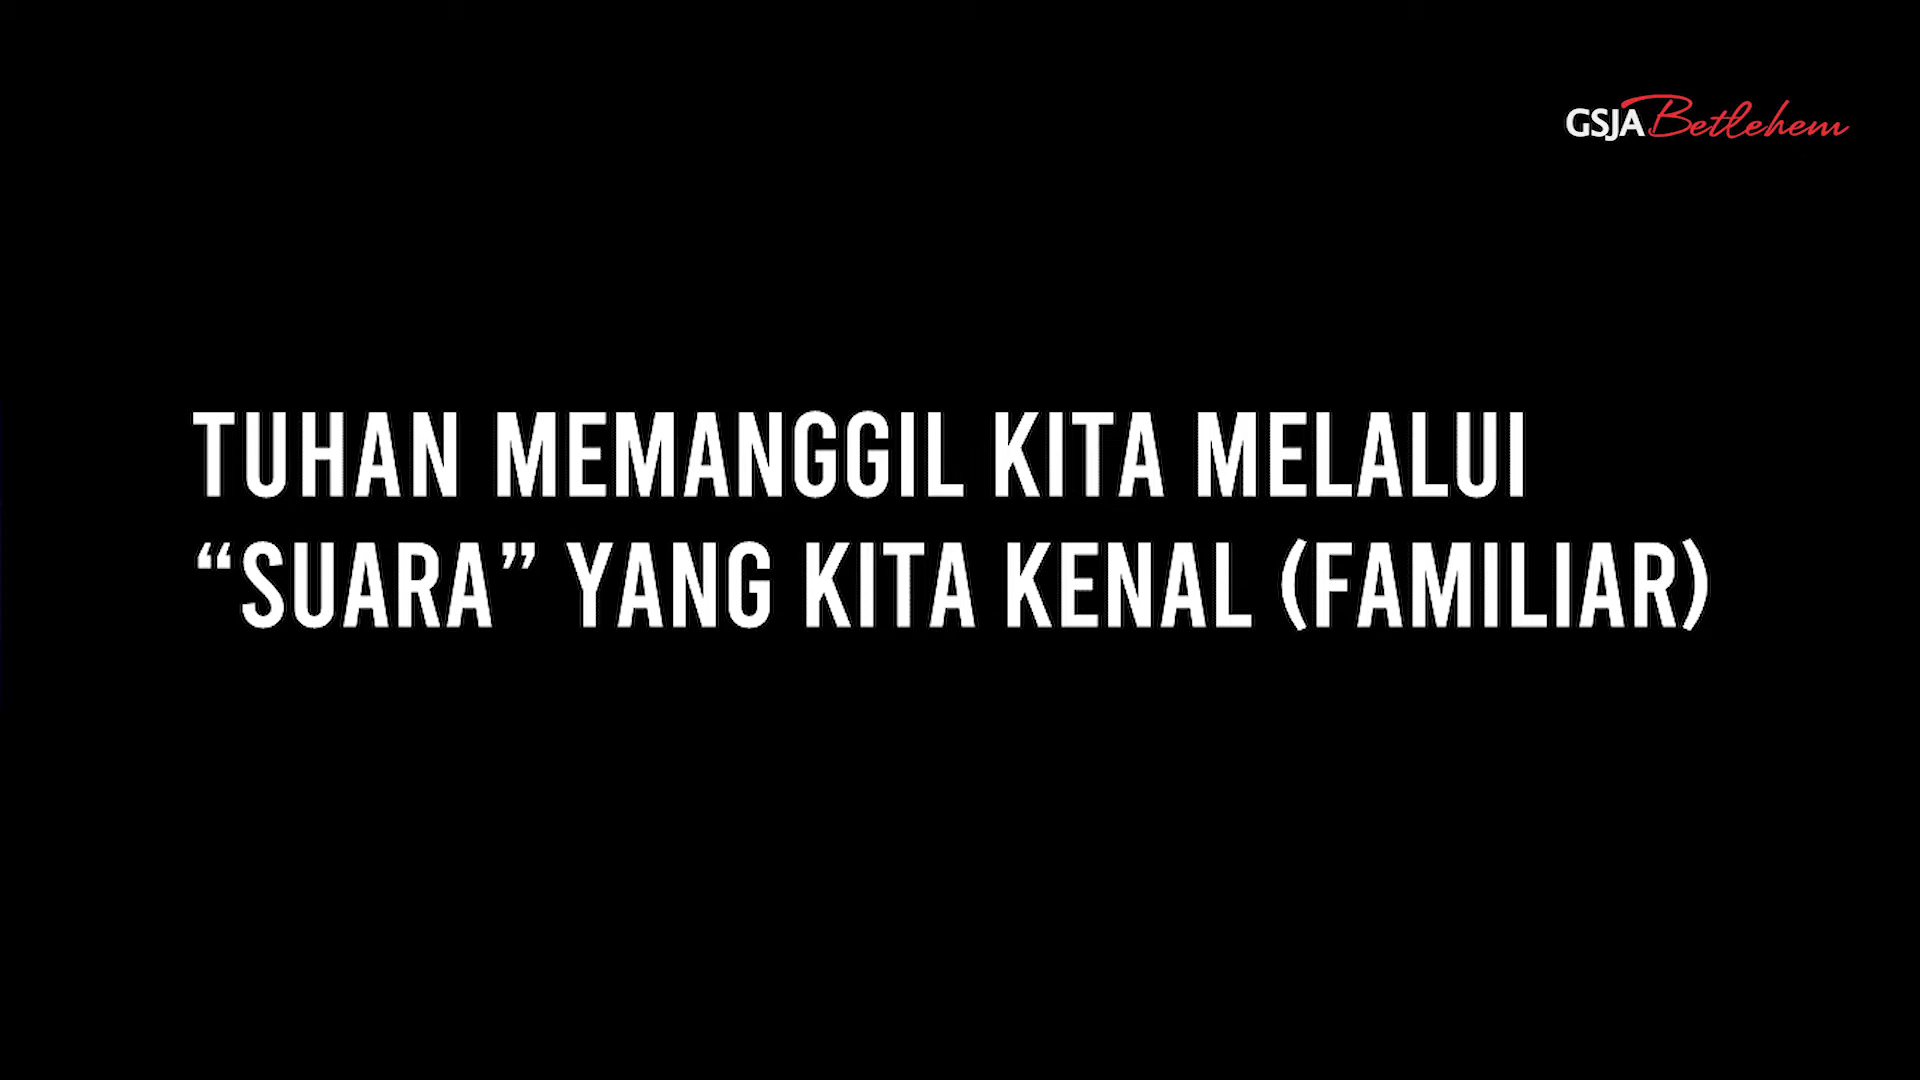 GSJA Betlehem
TUHAN MEMANGGIL KITA MELALUI
“SUARA” YANG KITA KENAL (FAMILIAR)